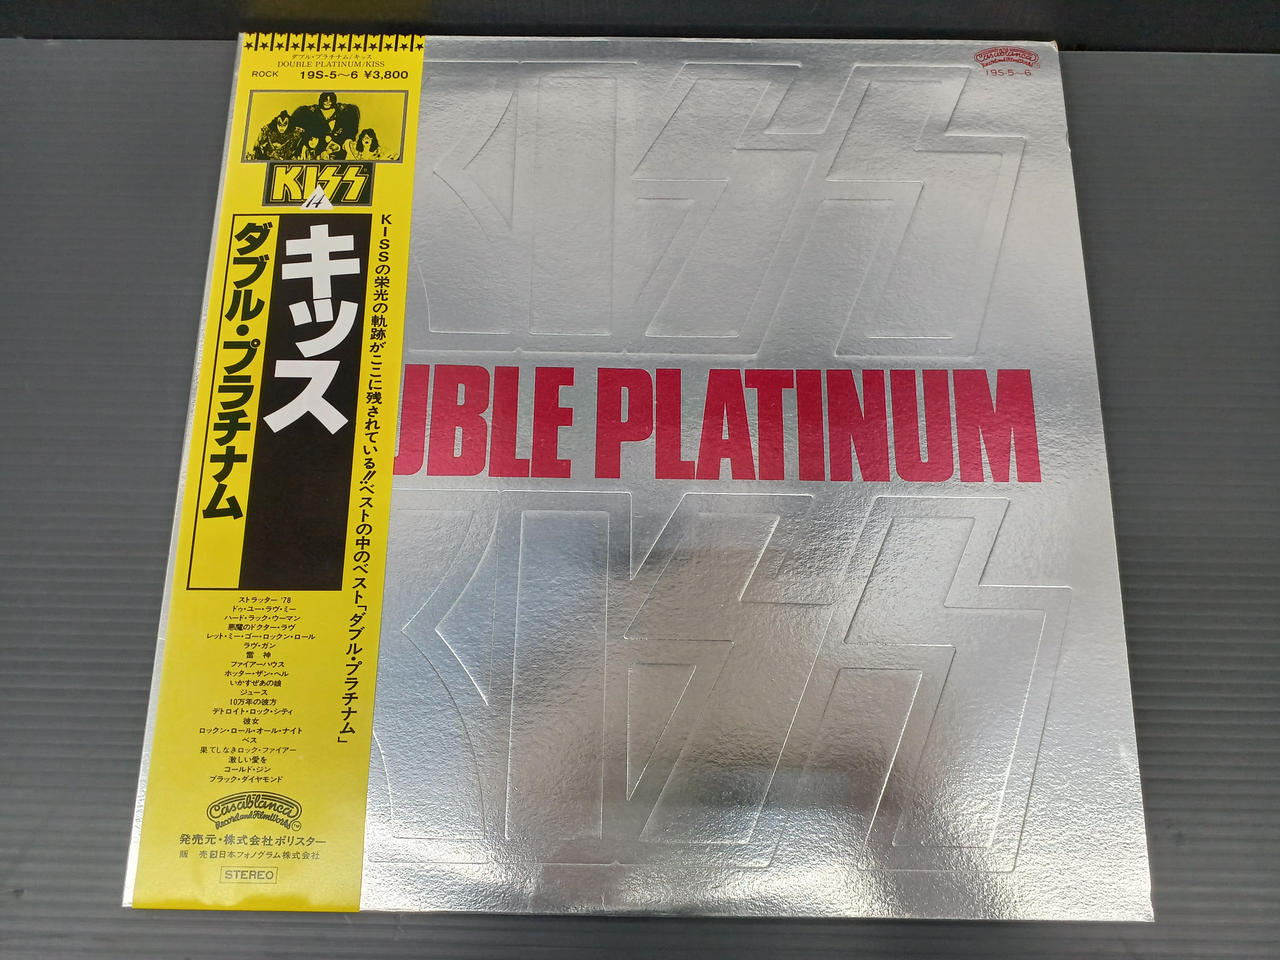 ダブル・プラチナム/キッス
DOUBLE PLATINUM/KISS
ROCK 19S-5〜6 ¥3,800
KISS
14
キッス
ダブル・プラチナム
KISSの栄光の軌跡がここに残されている!!ベストの中のベスト「ダブル・プラチナム」
ストラッター '78
ドゥ・ユー・ラヴ・ミー
ハード・ラック・ウーマン
悪魔のドクター・ラヴ
レット・ミー・ゴー・ロックン・ロール
ラヴ・ガン
雷神
ファイアーハウス
ホッター・ザン・ヘル
いかすぜあの娘
ジュース
10万年の彼方
デトロイト・ロック・シティ
彼女
ロックン・ロール・オール・ナイト
ベス
果てしなきロック・ファイアー
激しい愛を
コールド・ジン
ブラック・ダイヤモンド
Casablanca
Record and FilmWorks
TM
発売元・株式会社ポリスター
販 売 日本フォノグラム株式会社
STEREO
Casablanca
19S-5〜6
KISS
UBLE PLATINUM
KISS